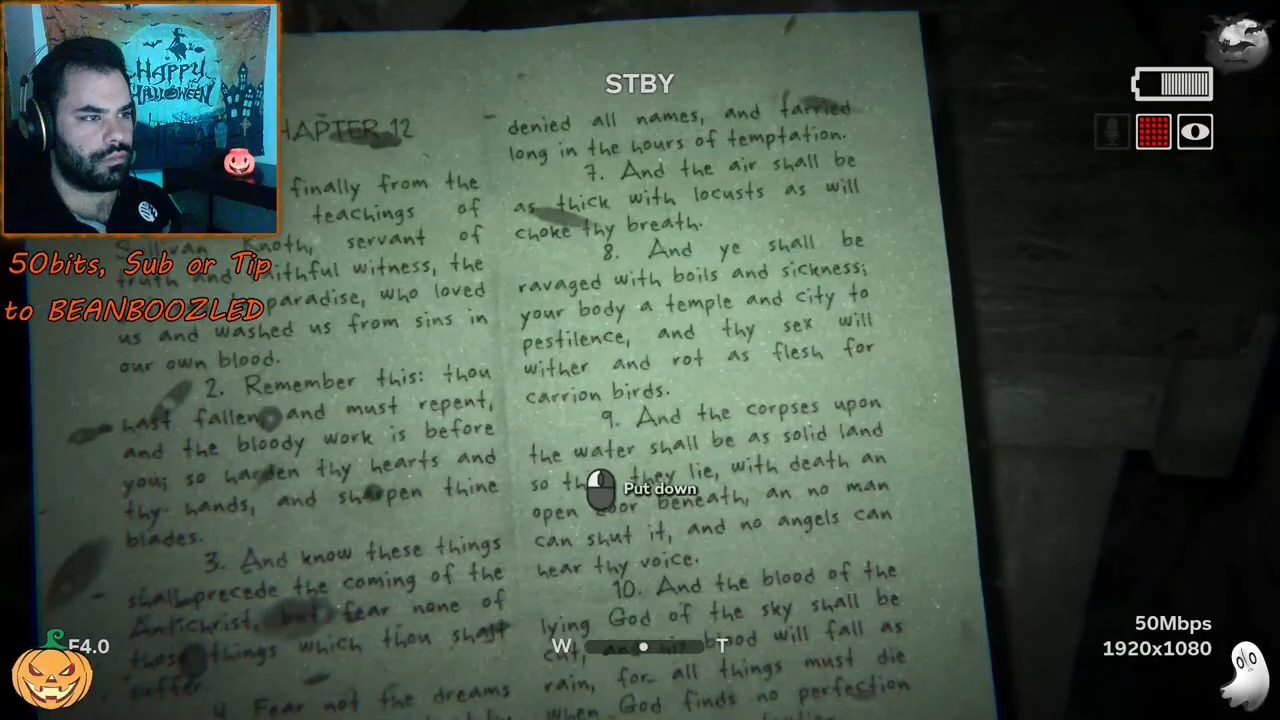 HAPPY
HALLOWEEN
50bits, Sub or Tip
to BEANBOOZLED
STBY
50Mbps
1920x1080
F4.0
W
T
Put down
HAPTER 12
finally from the
teachings of
Sullivan Knoth, servant of
truth and faithful witness, the
paradise, who loved
us and washed us from sins in
our own blood.
2. Remember this: thou
hast fallen, and must repent,
and the bloody work is before
you; so harden thy hearts and
thy hands, and sharpen thine
blades.
3. And know these things
shall precede the coming of the
Antichrist, but fear none of
those things which thou shalt
suffer.
4. Fear not the dreams
denied all names, and tarried
long in the hours of temptation.
7. And the air shall be
as thick with locusts as will
choke thy breath.
8. And ye shall be
ravaged with boils and sickness;
your body a temple and city to
pestilence, and thy sex will
wither and rot as flesh for
carrion birds.
9. And the corpses upon
the water shall be as solid land
so they lie, with death an
open door beneath, an no man
can shut it, and no angels can
hear thy voice.
10. And the blood of the
lying God of the sky shall be
cut, and his blood will fall as
rain, for all things must die
when God finds no perfection